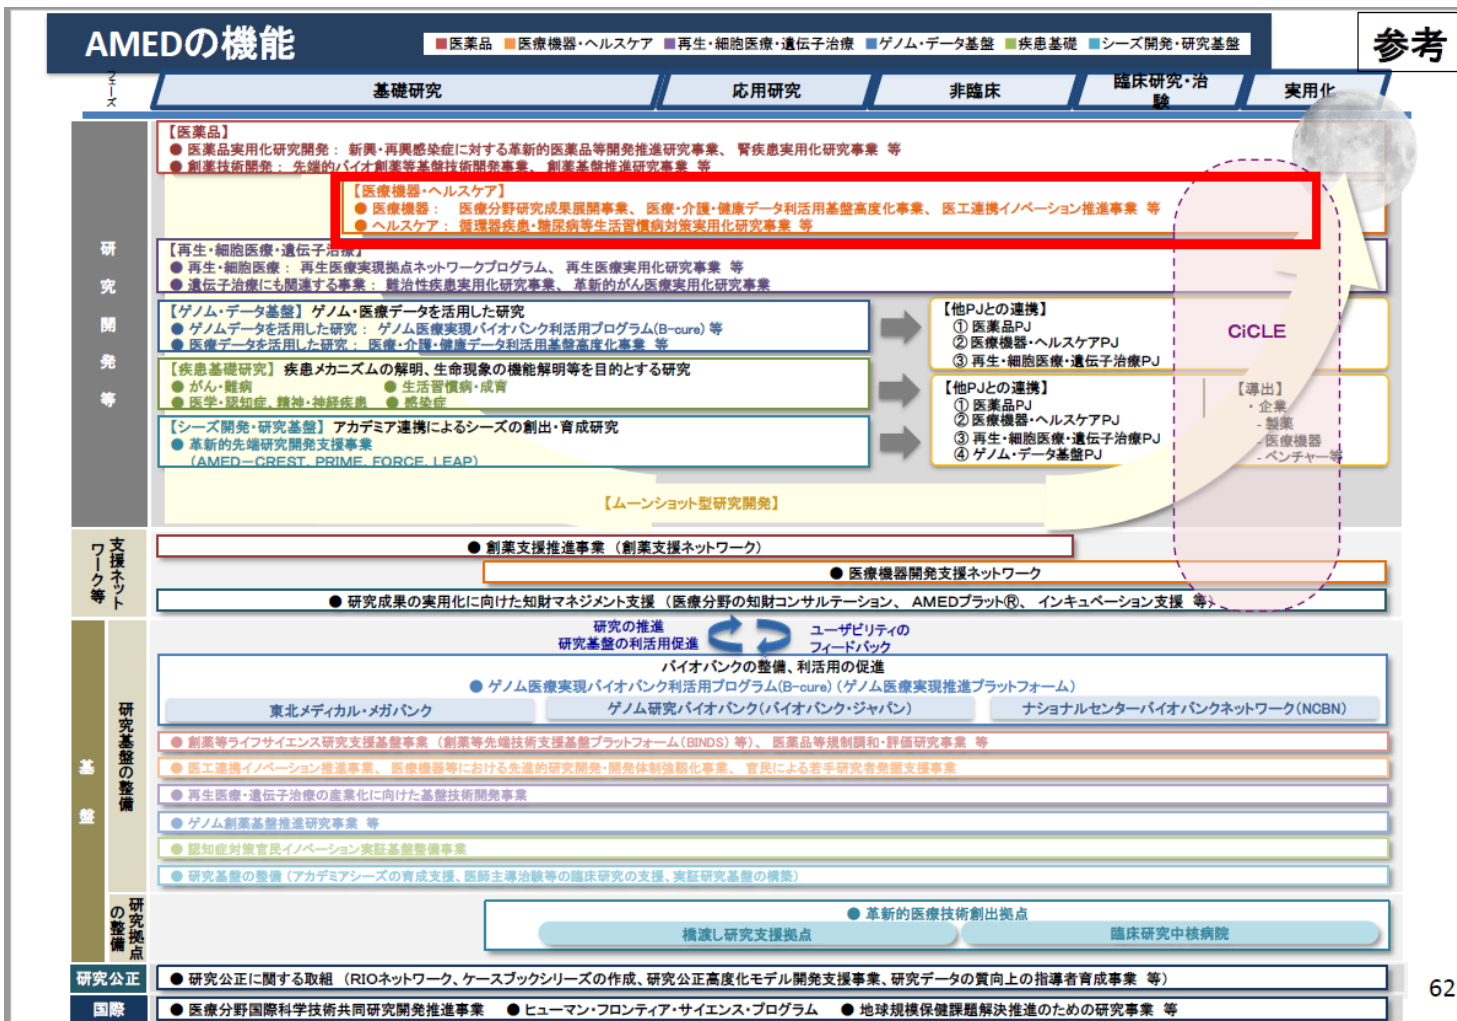 AMEDの機能
■医薬品 ■医療機器・ヘルスケア ■再生・細胞医療・遺伝子治療 ■ゲノム・データ基盤 ■疾患基礎 ■シーズ開発・研究基盤
参考
フェーズ
基礎研究
応用研究
非臨床
臨床研究・治験
実用化
研究開発等
【医薬品】
● 医薬品実用化研究開発： 新興・再興感染症に対する革新的医薬品等開発推進研究事業、 腎疾患実用化研究事業 等
● 創薬技術開発： 先端的バイオ創薬等基盤技術開発事業、 創薬基盤推進研究事業 等
【医療機器・ヘルスケア】
● 医療機器： 医療分野研究成果展開事業、 医療・介護・健康データ利活用基盤高度化事業、 医工連携イノベーション推進事業 等
● ヘルスケア： 循環器疾患・糖尿病等生活習慣病対策実用化研究事業 等
【再生・細胞医療・遺伝子治療】
● 再生・細胞医療： 再生医療実現拠点ネットワークプログラム、 再生医療実用化研究事業 等
● 遺伝子治療にも関連する事業： 難治性疾患実用化研究事業、 革新的がん医療実用化研究事業
【ゲノム・データ基盤】 ゲノム・医療データを活用した研究
● ゲノムデータを活用した研究： ゲノム医療実現バイオバンク利活用プログラム(B-cure) 等
● 医療データを活用した研究： 医療・介護・健康データ利活用基盤高度化事業 等
【他PJとの連携】
① 医薬品PJ
② 医療機器・ヘルスケアPJ
③ 再生・細胞医療・遺伝子治療PJ
CiCLE
【疾患基礎研究】 疾患メカニズムの解明、生命現象の機能解明等を目的とする研究
● がん・難病 ● 生活習慣病・成育
● 医学・認知症、精神・神経疾患 ● 感染症
【シーズ開発・研究基盤】 アカデミア連携によるシーズの創出・育成研究
● 革新的先端研究開発支援事業
（AMED－CREST, PRIME, FORCE, LEAP）
【他PJとの連携】
① 医薬品PJ
② 医療機器・ヘルスケアPJ
③ 再生・細胞医療・遺伝子治療PJ
④ ゲノム・データ基盤PJ
【導出】
・企業
- 製薬
- 医療機器
- ベンチャー等
【ムーンショット型研究開発】
支援ネットワーク等
● 創薬支援推進事業 （創薬支援ネットワーク）
● 医療機器開発支援ネットワーク
● 研究成果の実用化に向けた知財マネジメント支援 （医療分野の知財コンサルテーション、 AMEDぷらっと®、 インキュベーション支援 等）
基盤
研究基盤の整備
研究の推進
研究基盤の利活用促進
ユーザビリティの
フィードバック
バイオバンクの整備、利活用の促進
● ゲノム医療実現バイオバンク利活用プログラム(B-cure) (ゲノム医療実現推進プラットフォーム)
東北メディカル・メガバンク
ゲノム研究バイオバンク(バイオバンク・ジャパン)
ナショナルセンターバイオバンクネットワーク(NCBN)
● 創薬等ライフサイエンス研究支援基盤事業 （創薬等先端技術支援基盤プラットフォーム(BINDS) 等）、 医薬品等規制調和・評価研究事業 等
● 医工連携イノベーション推進事業、 医療機器等における先進的研究開発・開発体制強靱化事業、 官民による若手研究者発掘支援事業
● 再生医療・遺伝子治療の産業化に向けた基盤技術開発事業
● ゲノム創薬基盤推進研究事業 等
● 認知症対策官民イノベーション実証基盤整備事業
● 研究基盤の整備 (アカデミアシーズの育成支援、医師主導治験等の臨床研究の支援、実証研究基盤の構築)
研究拠点の整備
● 革新的医療技術創出拠点
橋渡し研究支援拠点
臨床研究中核病院
研究公正
● 研究公正に関する取組 （RIOネットワーク、ケースブックシリーズの作成、研究公正高度化モデル開発支援事業、研究データの質向上の指導者育成事業 等）
国際
● 医療分野国際科学技術共同研究開発推進事業 ● ヒューマン・フロンティア・サイエンス・プログラム ● 地球規模保健課題解決推進のための研究事業 等
62